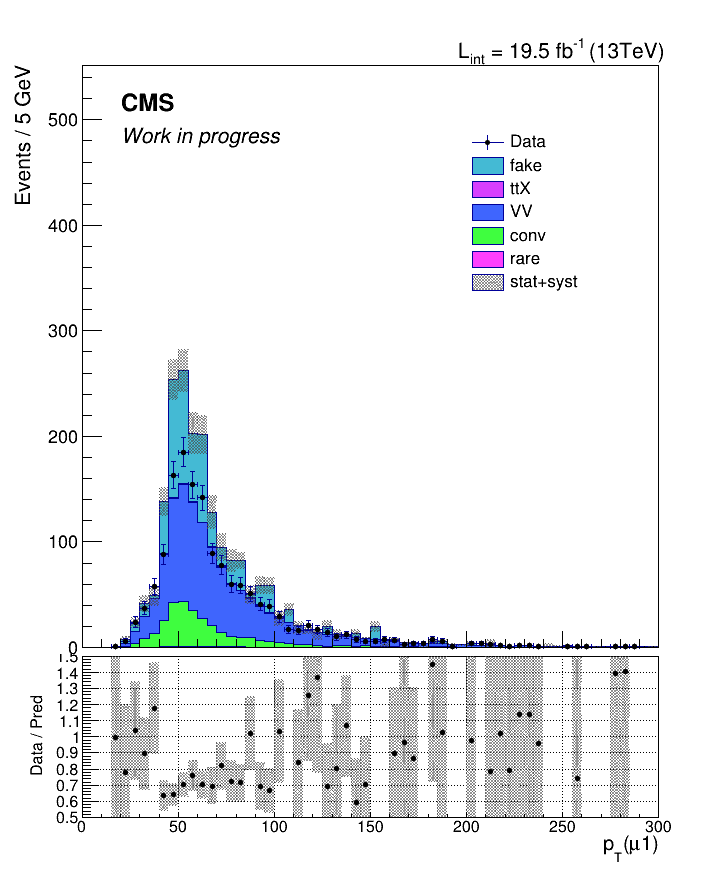 L_int = 19.5 fb^-1 (13TeV)
Events / 5 GeV
CMS
Work in progress
Data
fake
ttX
VV
conv
rare
stat+syst
500
400
300
200
100
0
Data / Pred
1.5
1.4
1.3
1.2
1.1
1
0.9
0.8
0.7
0.6
0.5
0 50 100 150 200 250 300
p_T(μ1)